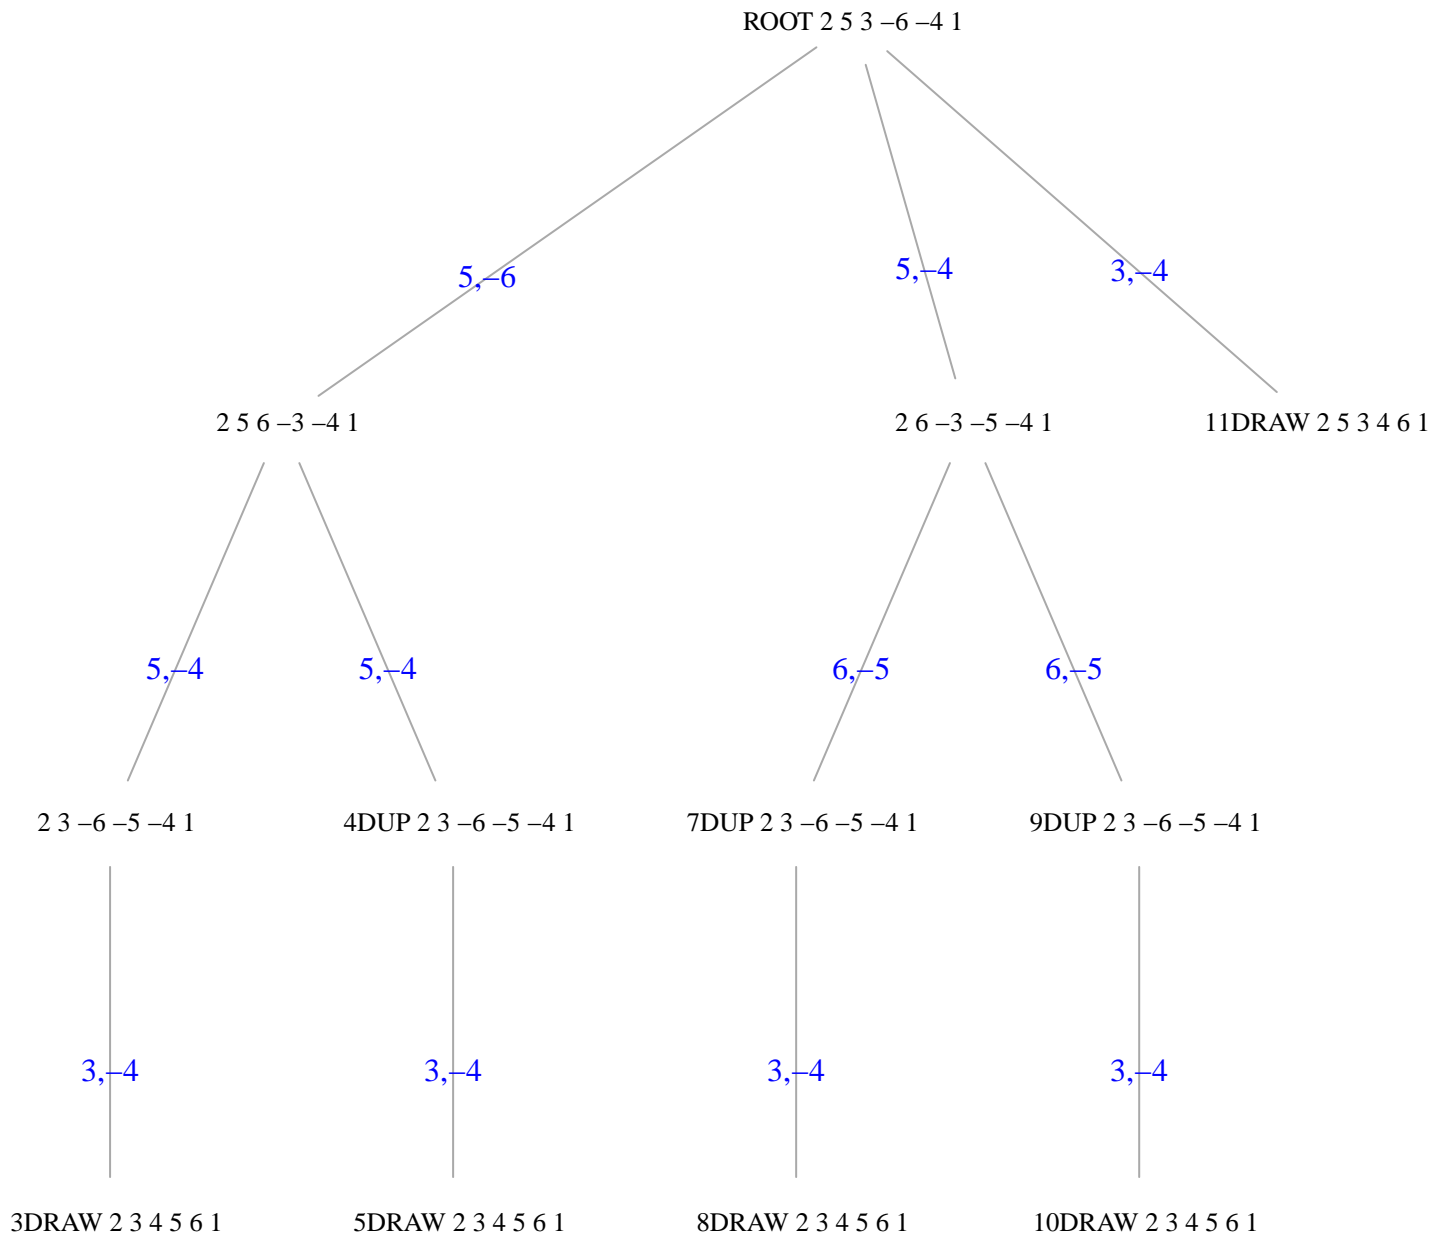 ROOT 2 5 3 –6 –4 1
5,–6
5,–4
3,–4
2 5 6 –3 –4 1
2 6 –3 –5 –4 1
11DRAW 2 5 3 4 6 1
5,–4
5,–4
6,–5
6,–5
2 3 –6 –5 –4 1
4DUP 2 3 –6 –5 –4 1
7DUP 2 3 –6 –5 –4 1
9DUP 2 3 –6 –5 –4 1
3,–4
3,–4
3,–4
3,–4
3DRAW 2 3 4 5 6 1
5DRAW 2 3 4 5 6 1
8DRAW 2 3 4 5 6 1
10DRAW 2 3 4 5 6 1